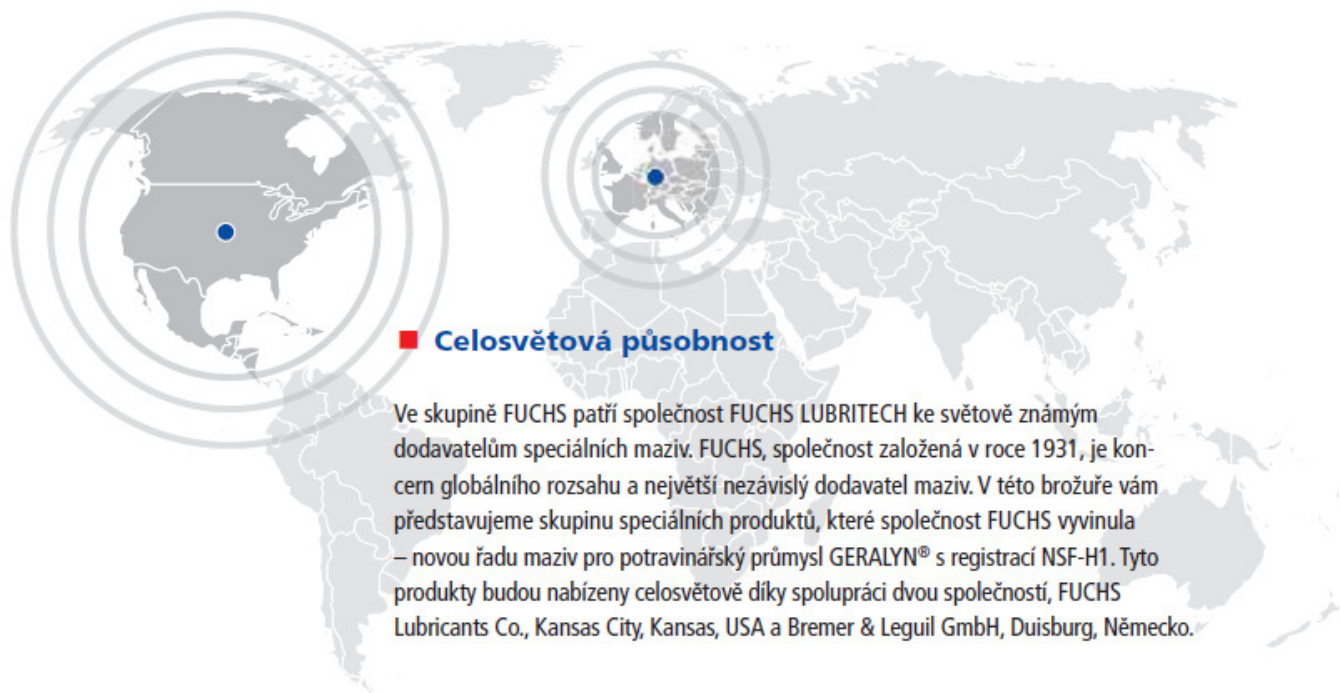 Celosvětová působnost
Ve skupině FUCHS patří společnost FUCHS LUBRITECH ke světově známým
dodavatelům speciálních maziv. FUCHS, společnost založená v roce 1931, je kon-
cern globálního rozsahu a největší nezávislý dodavatel maziv. V této brožuře vám
představujeme skupinu speciálních produktů, které společnost FUCHS vyvinula
– novou řadu maziv pro potravinářský průmysl GERALYN® s registrací NSF-H1. Tyto
produkty budou nabízeny celosvětově díky spolupráci dvou společností, FUCHS
Lubricants Co., Kansas City, Kansas, USA a Bremer & Leguil GmbH, Duisburg, Německo.